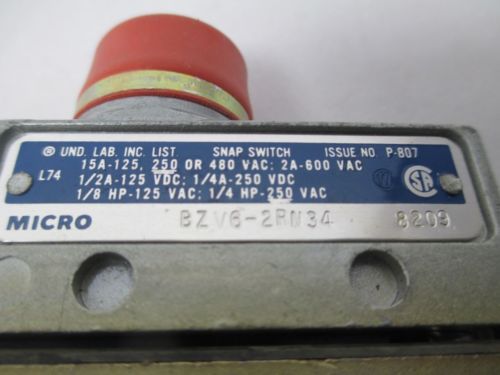 ® UND. LAB. INC. LIST. SNAP SWITCH ISSUE NO. P-807
15A-125, 250 OR 480 VAC; 2A-600 VAC
L74 1/2A-125 VDC; 1/4A-250 VDC
1/8 HP-125 VAC; 1/4 HP-250 VAC
SA
MICRO BZV6-2RN34 8209